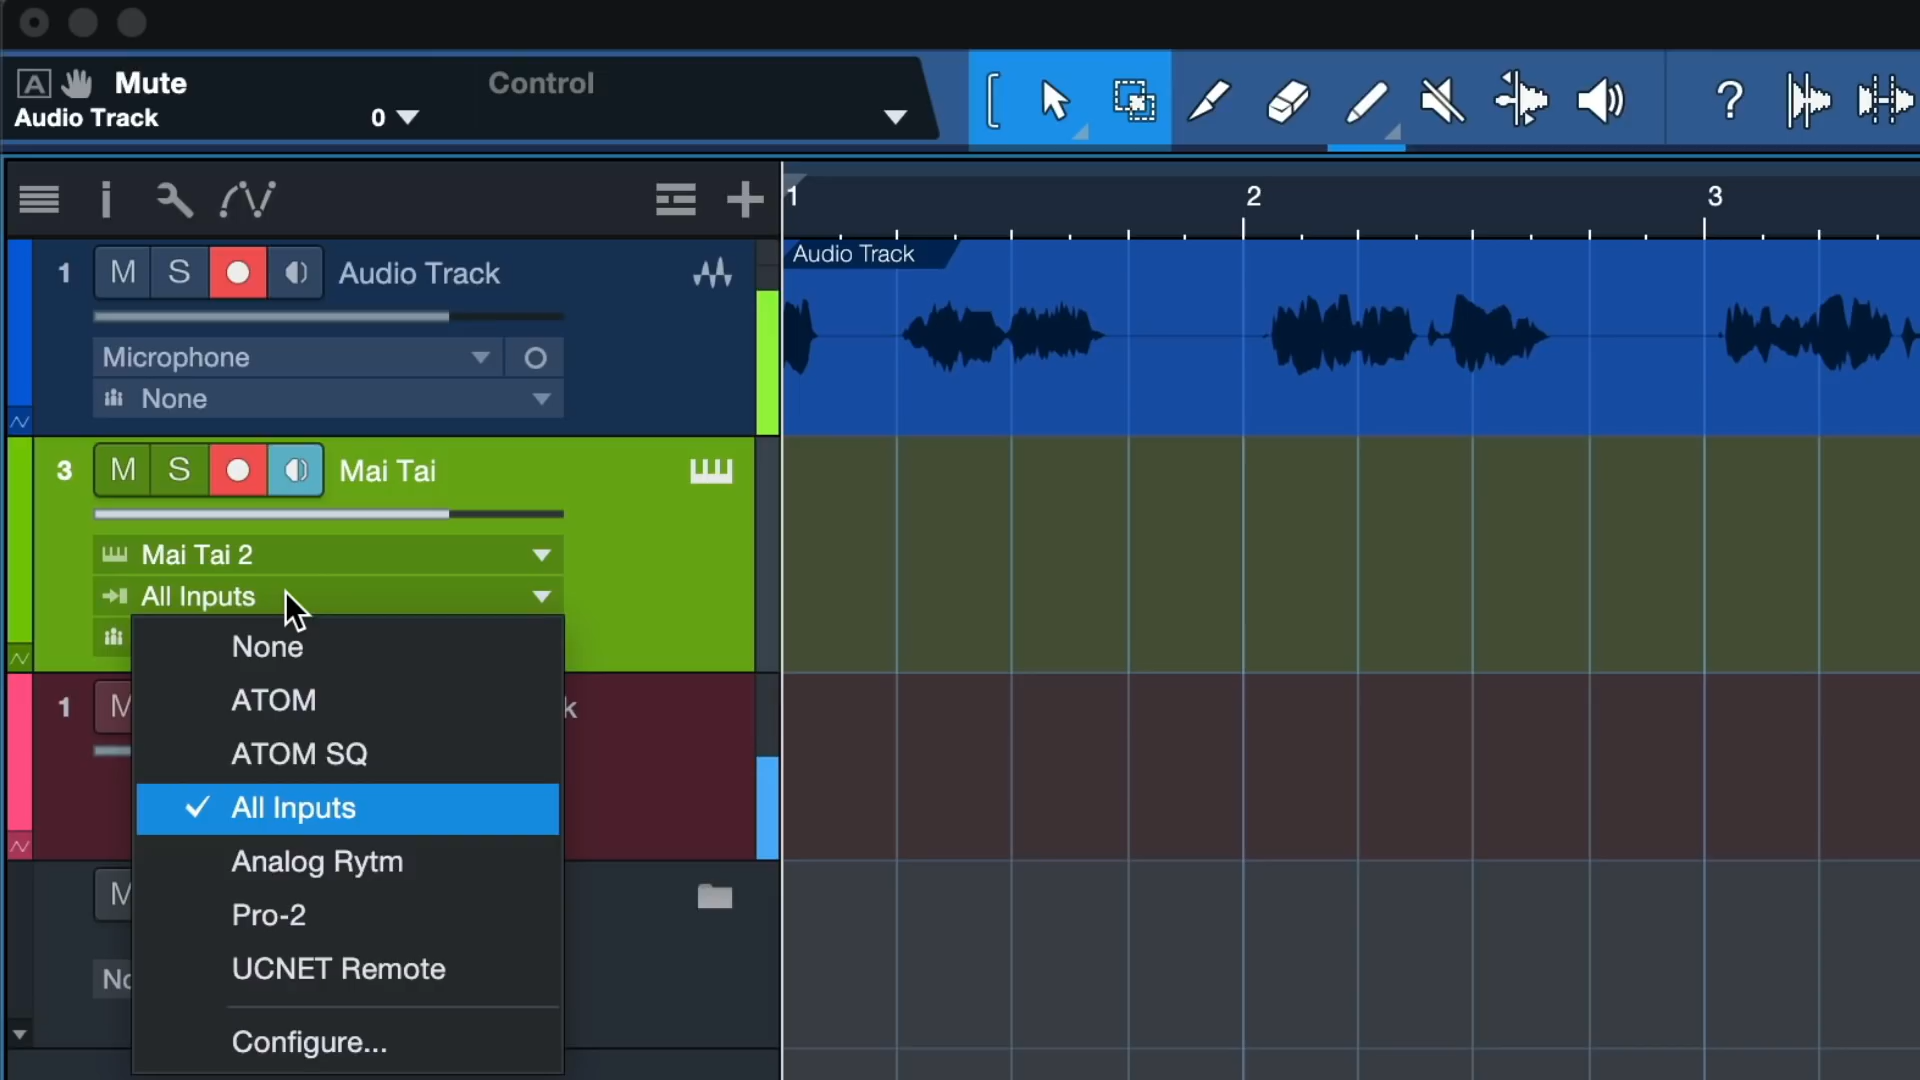 A Mute
Control
Audio Track
0
?
1 2 3
1 M S Audio Track
Audio Track
Microphone
None
3 M S Mai Tai
Mai Tai 2
All Inputs
None
1 M k
ATOM
ATOM SQ
All Inputs
Analog Rytm
M
Pro-2
UCNET Remote
Configure...